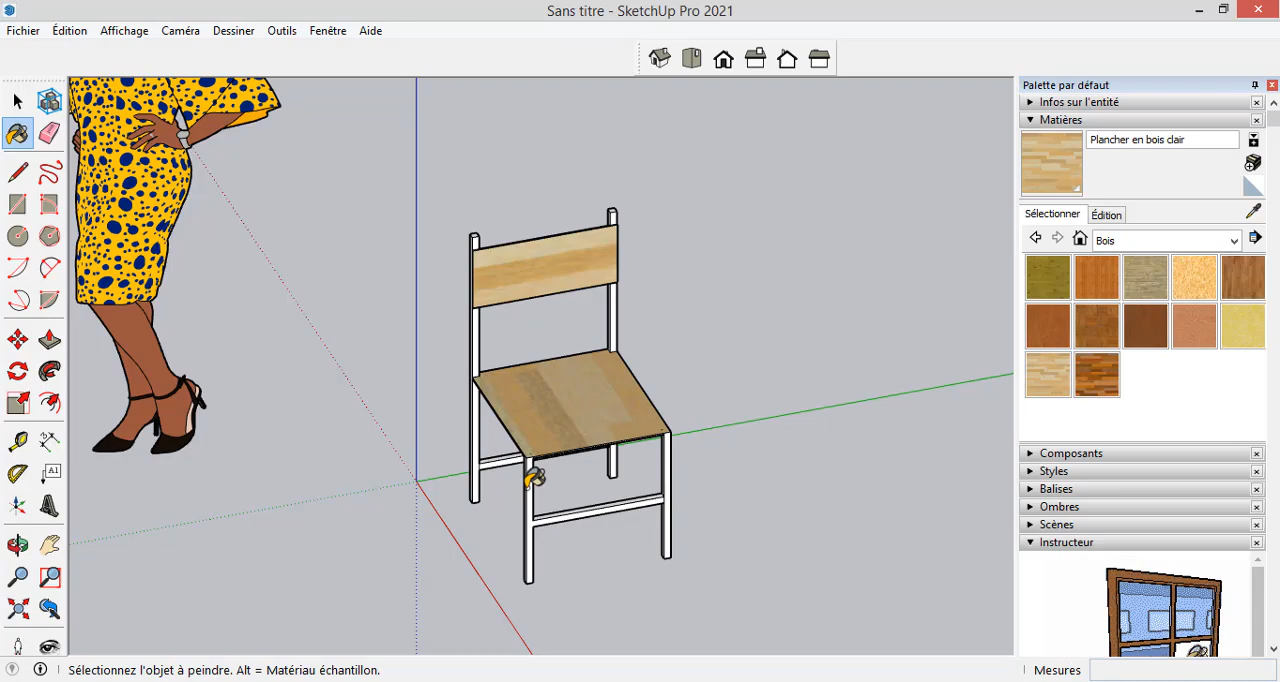 Sans titre - SketchUp Pro 2021
Fichier Édition Affichage Caméra Dessiner Outils Fenêtre Aide
Palette par défaut
Infos sur l'entité
Matières
Plancher en bois clair
Sélectionner Édition
Bois
A1
Composants
Styles
Balises
Ombres
Scènes
Instructeur
Sélectionnez l'objet à peindre. Alt = Matériau échantillon.
Mesures